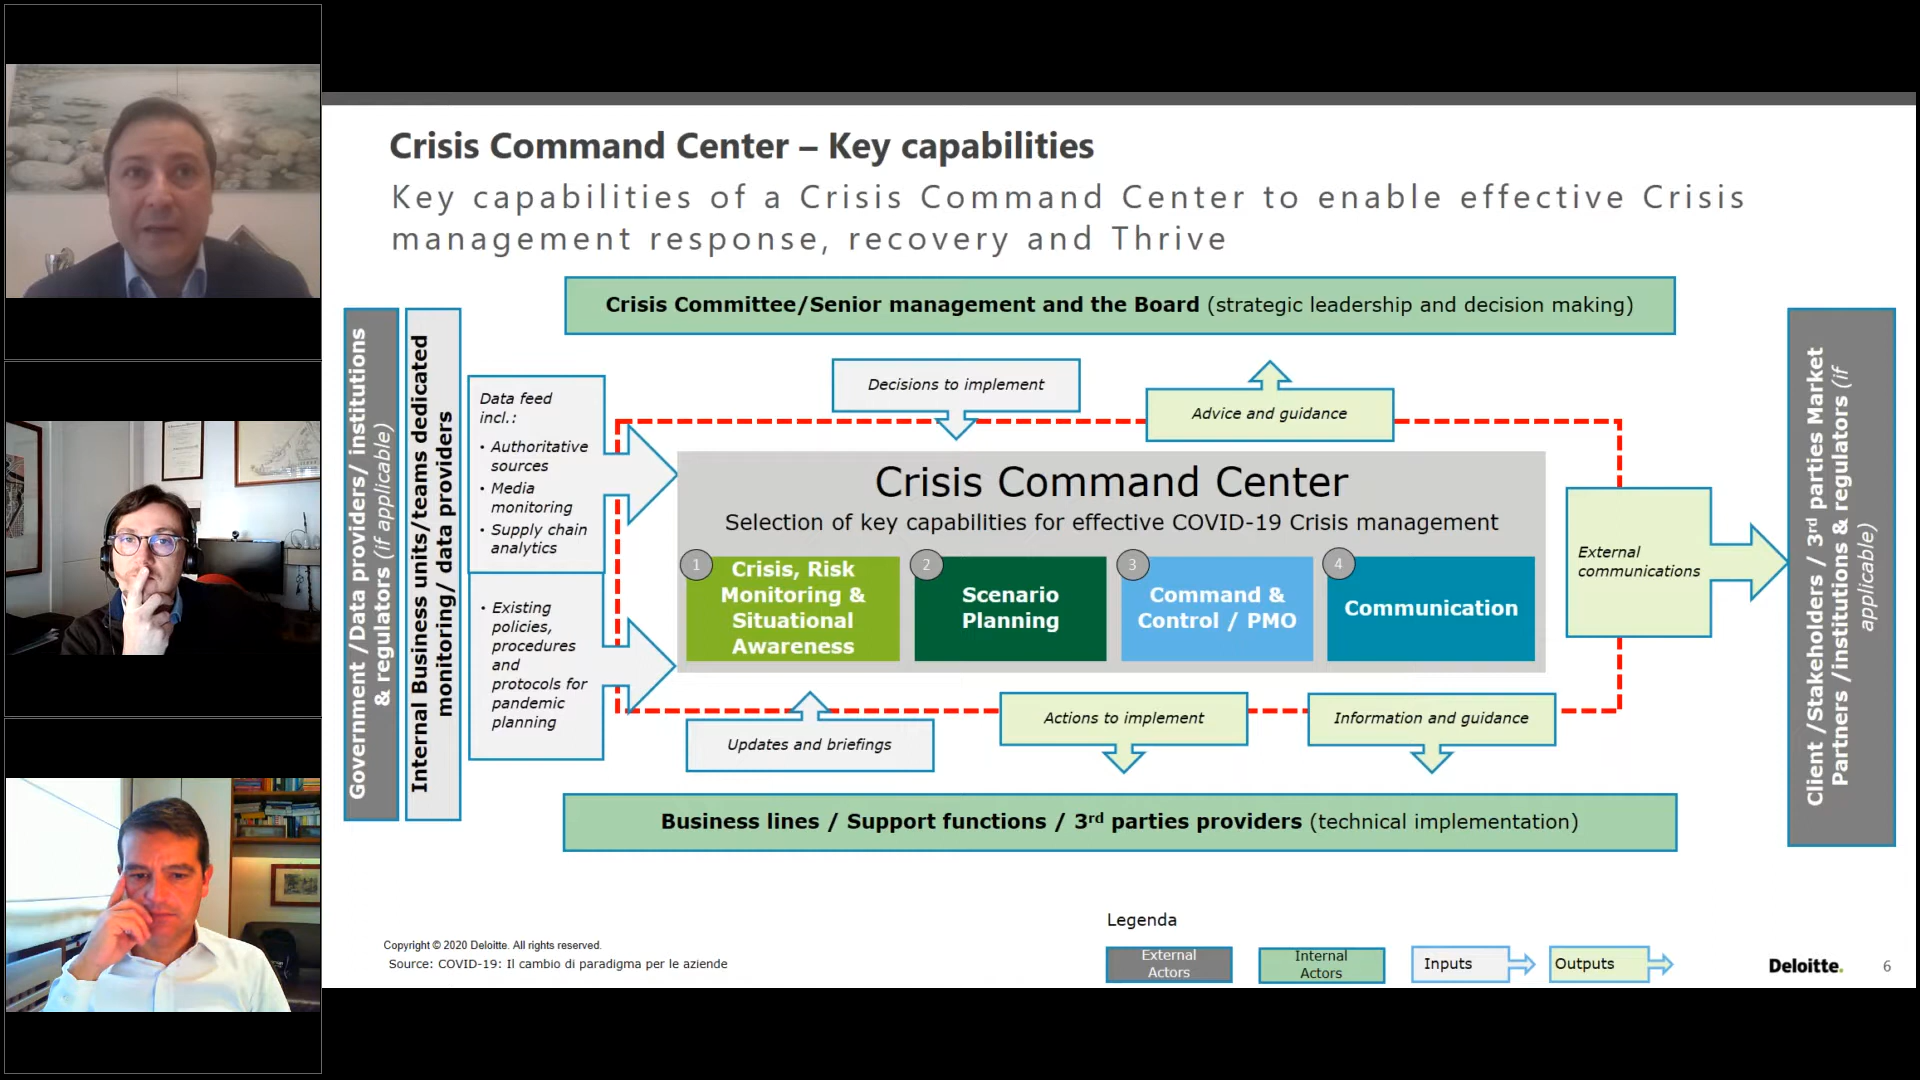 Crisis Command Center – Key capabilities
Key capabilities of a Crisis Command Center to enable effective Crisis
management response, recovery and Thrive
Crisis Committee/Senior management and the Board (strategic leadership and decision making)
Government /Data providers/ institutions
& regulators (if applicable)
Internal Business units/teams dedicated
monitoring/ data providers
Data feed
incl.:
• Authoritative
sources
• Media
monitoring
• Supply chain
analytics
• Existing
policies,
procedures
and
protocols for
pandemic
planning
Decisions to implement
Advice and guidance
Crisis Command Center
Selection of key capabilities for effective COVID-19 Crisis management
1
Crisis, Risk
Monitoring &
Situational
Awareness
2
Scenario
Planning
3
Command &
Control / PMO
4
Communication
External
communications
Client /Stakeholders / 3rd parties Market
Partners /institutions & regulators (if
applicable)
Updates and briefings
Actions to implement
Information and guidance
Business lines / Support functions / 3rd parties providers (technical implementation)
Legenda
External
Actors
Internal
Actors
Inputs
Outputs
Copyright © 2020 Deloitte. All rights reserved.
Source: COVID-19: Il cambio di paradigma per le aziende
Deloitte.
6